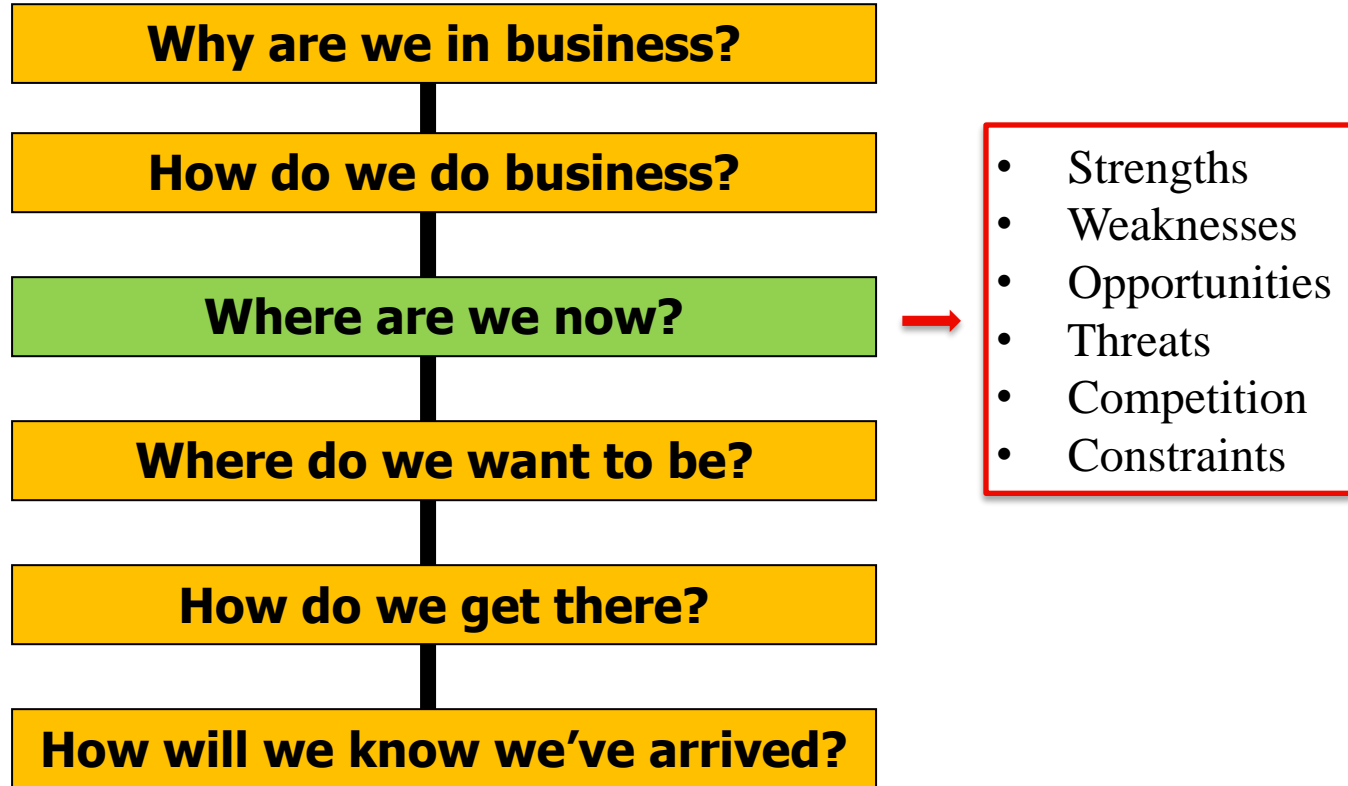 Why are we in business?
How do we do business?
Where are we now?
Where do we want to be?
How do we get there?
How will we know we’ve arrived?
• Strengths
• Weaknesses
• Opportunities
• Threats
• Competition
• Constraints